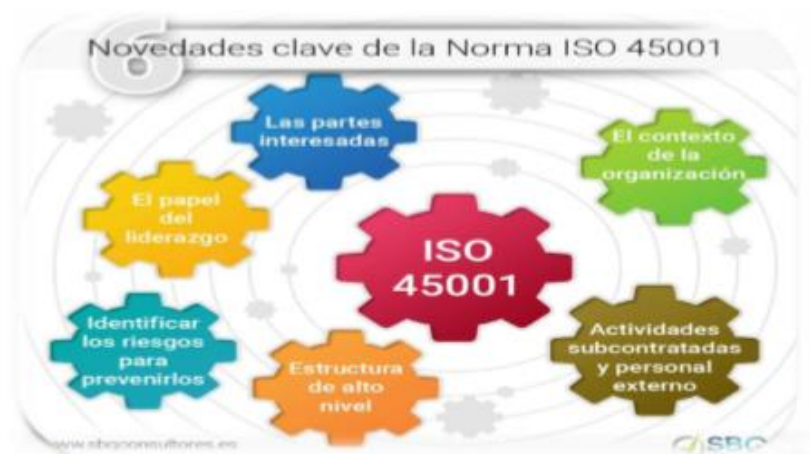 6
Novedades clave de la Norma ISO 45001
Las partes
interesadas
El contexto
de la
organización
El papel
del
liderazgo
ISO
45001
Identificar
los riesgos
para
prevenirlos
Estructura
de alto
nivel
Actividades
subcontratadas
y personal
externo
www.sbqconsultores.es
SBQ